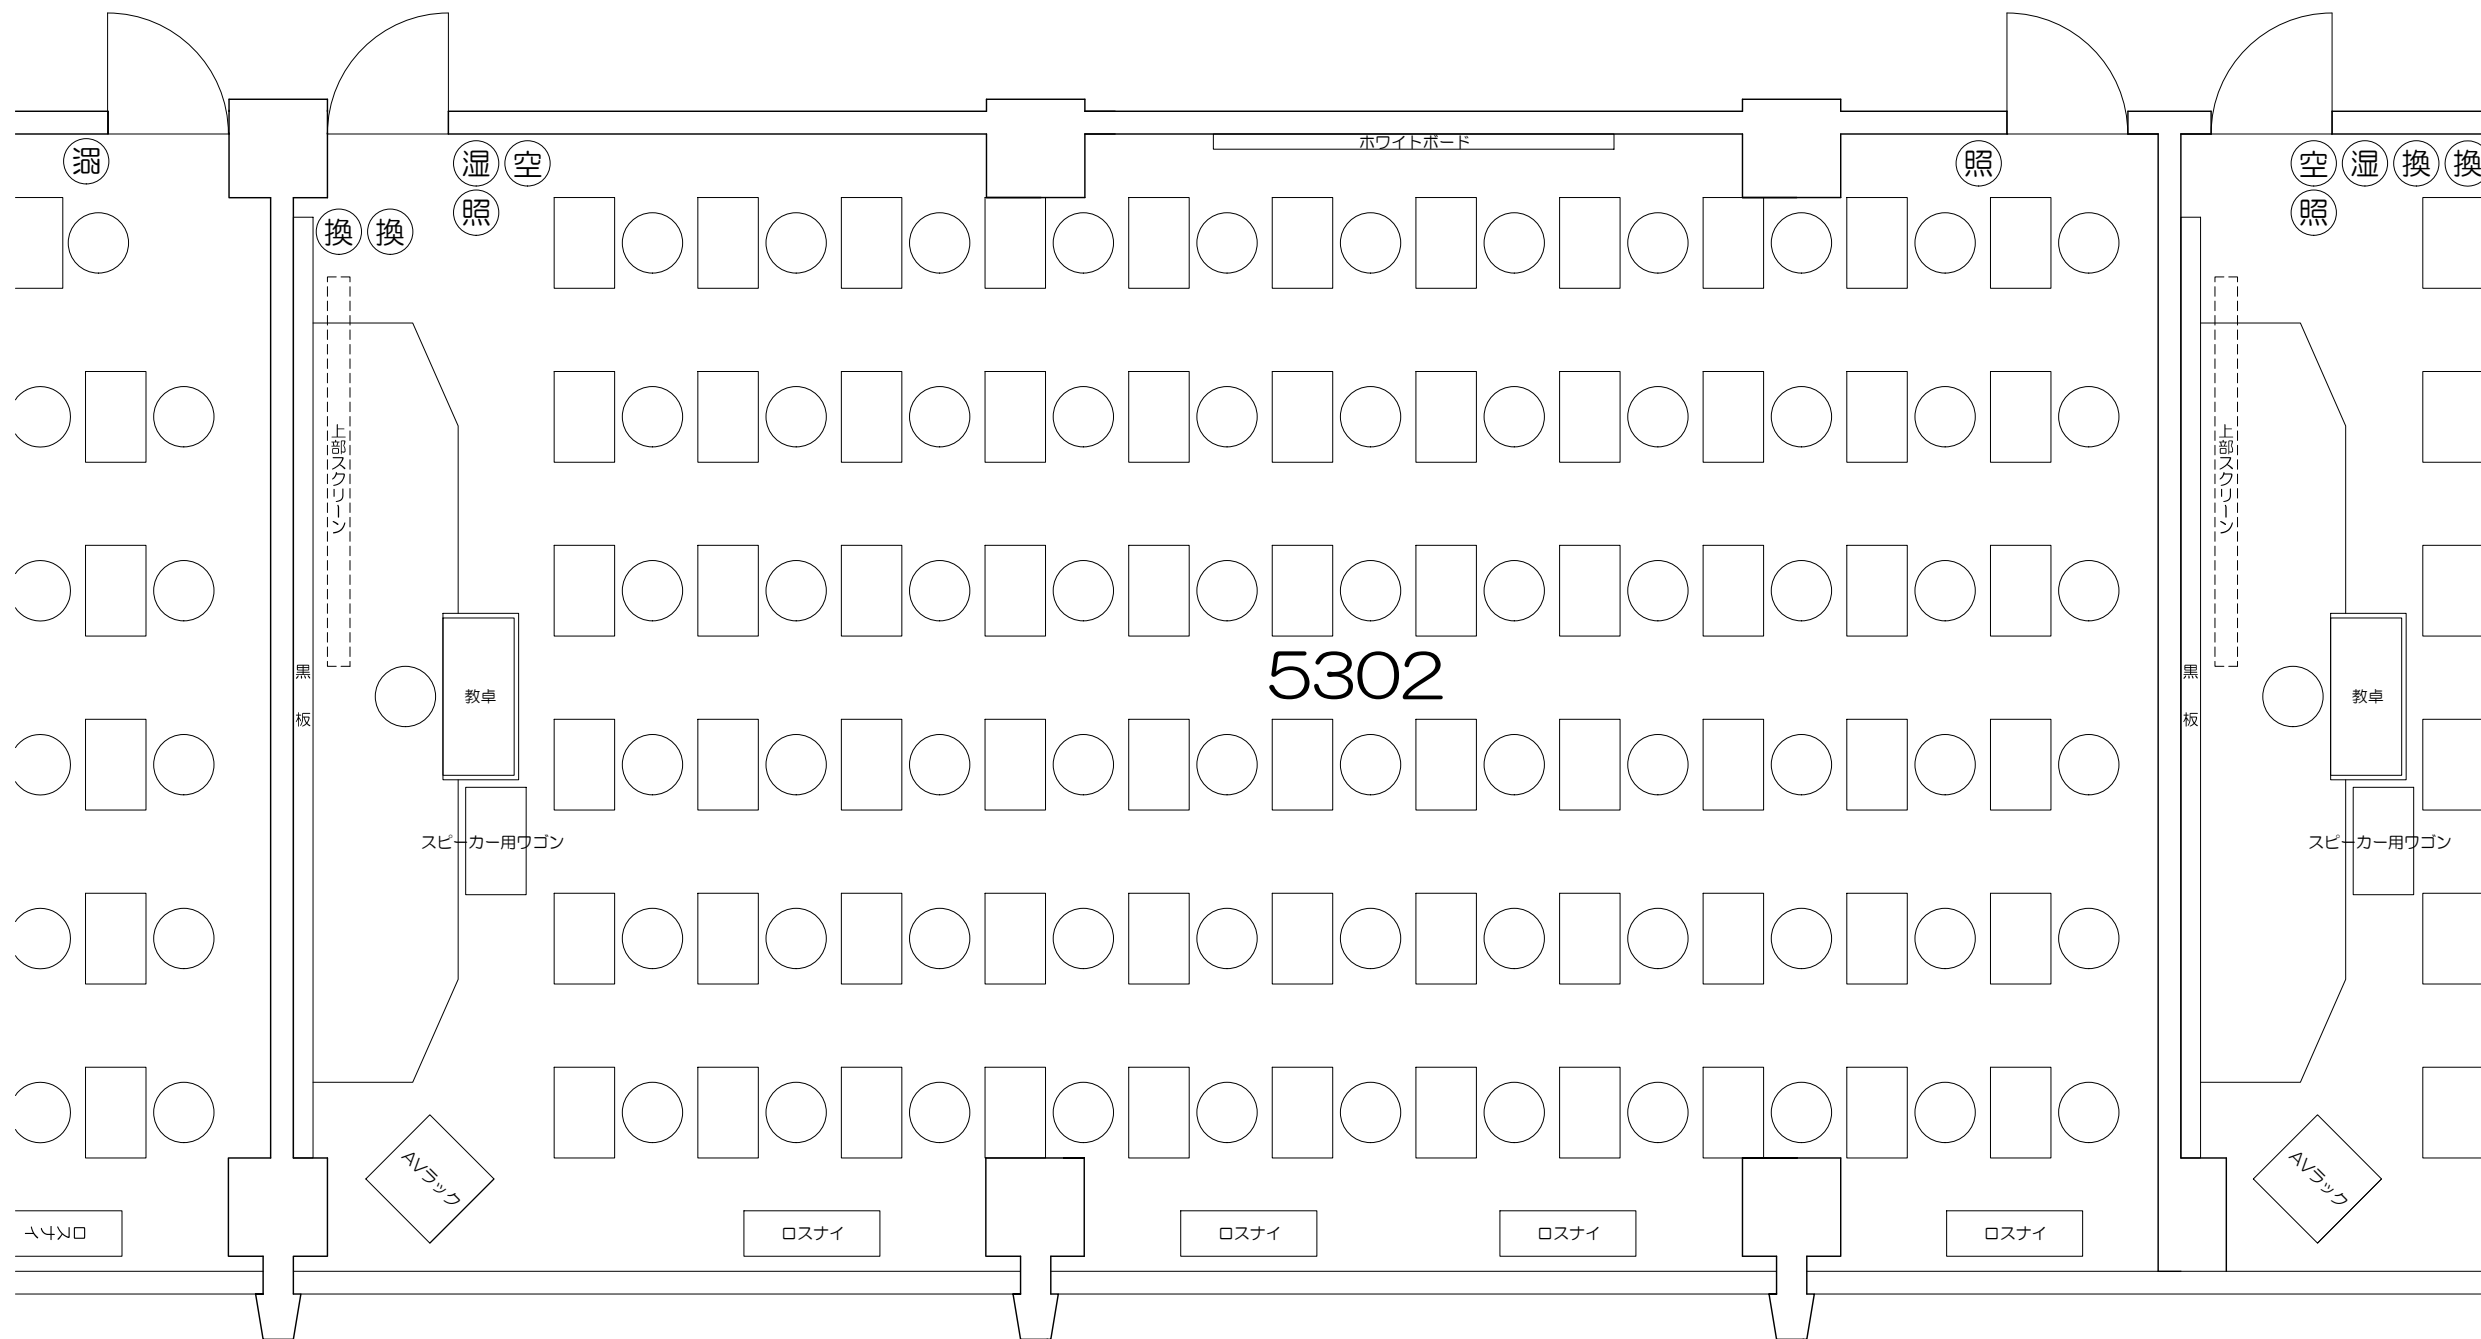 湿
湿 空
照
換 換
ホワイトボード
照
空 湿 換 換
照
上部スクリーン
上部スクリーン
黒板
教卓
5302
黒板
教卓
スピーカー用ワゴン
スピーカー用ワゴン
AVラック
AVラック
ロスナイ
ロスナイ
ロスナイ
ロスナイ
ロスナイ